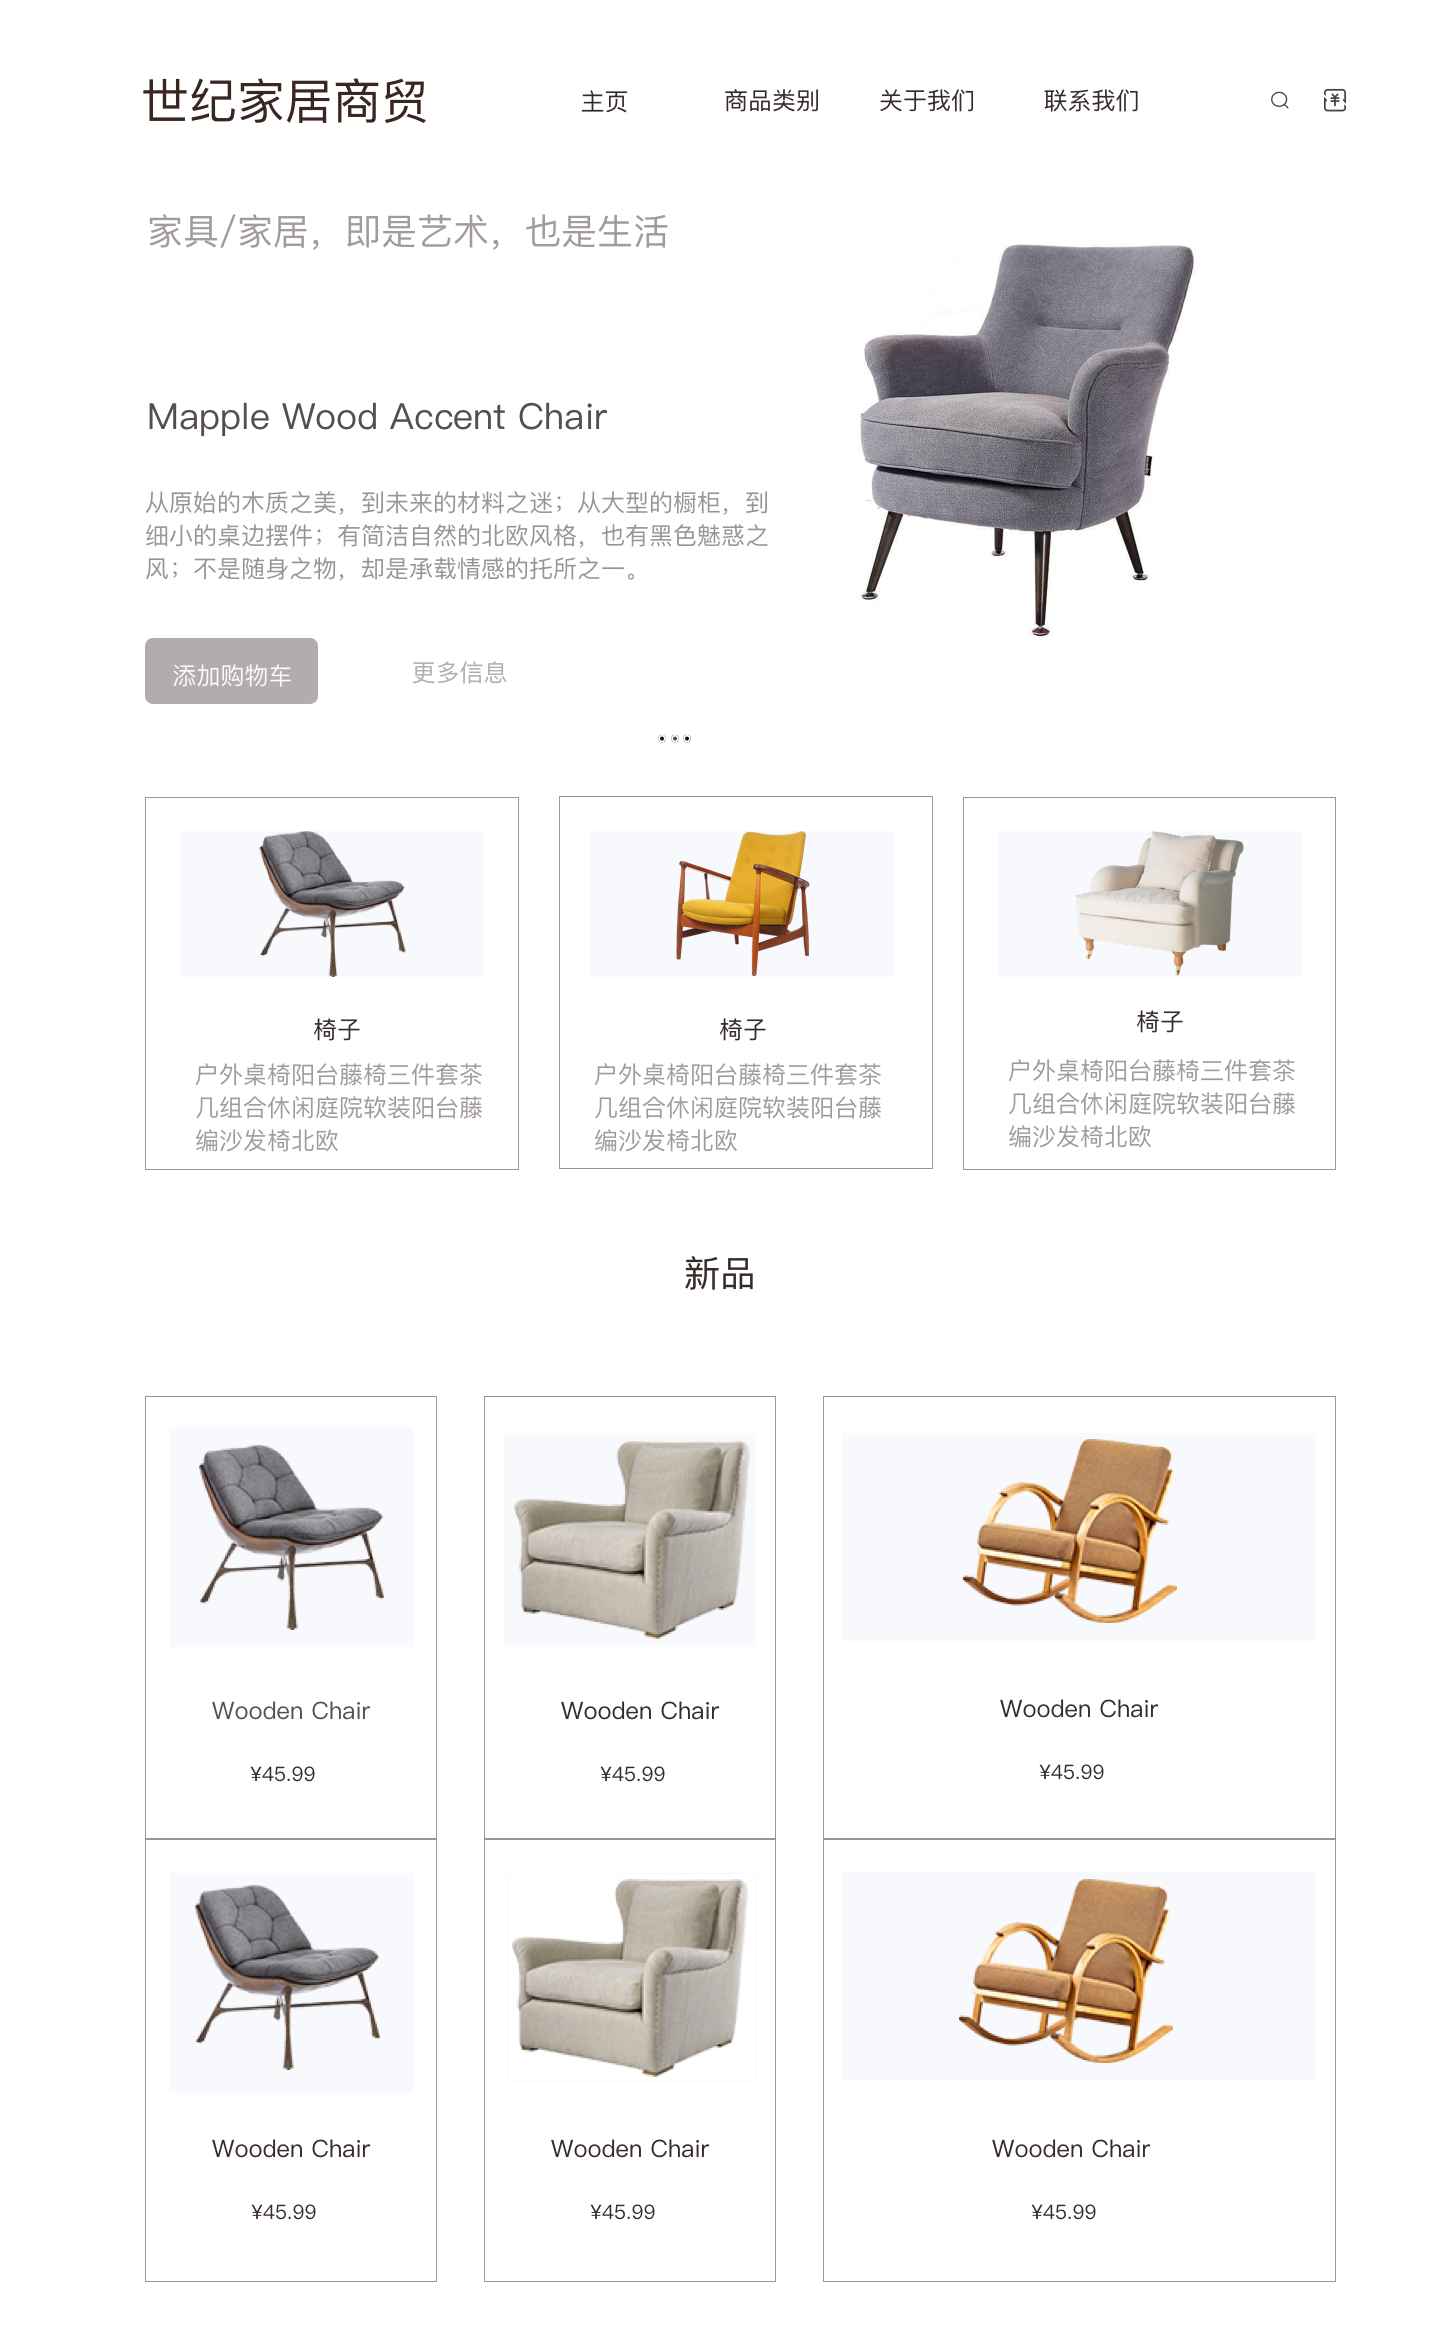 世纪家居商贸
主页
商品类别
关于我们
联系我们
家具/家居，即是艺术，也是生活
Mapple Wood Accent Chair
从原始的木质之美，到未来的材料之迷；从大型的橱柜，到
细小的桌边摆件；有简洁自然的北欧风格，也有黑色魅惑之
风；不是随身之物，却是承载情感的托所之一。
添加购物车
更多信息
椅子
户外桌椅阳台藤椅三件套茶
几组合休闲庭院软装阳台藤
编沙发椅北欧
椅子
户外桌椅阳台藤椅三件套茶
几组合休闲庭院软装阳台藤
编沙发椅北欧
椅子
户外桌椅阳台藤椅三件套茶
几组合休闲庭院软装阳台藤
编沙发椅北欧
新品
Wooden Chair
¥45.99
Wooden Chair
¥45.99
Wooden Chair
¥45.99
Wooden Chair
¥45.99
Wooden Chair
¥45.99
Wooden Chair
¥45.99